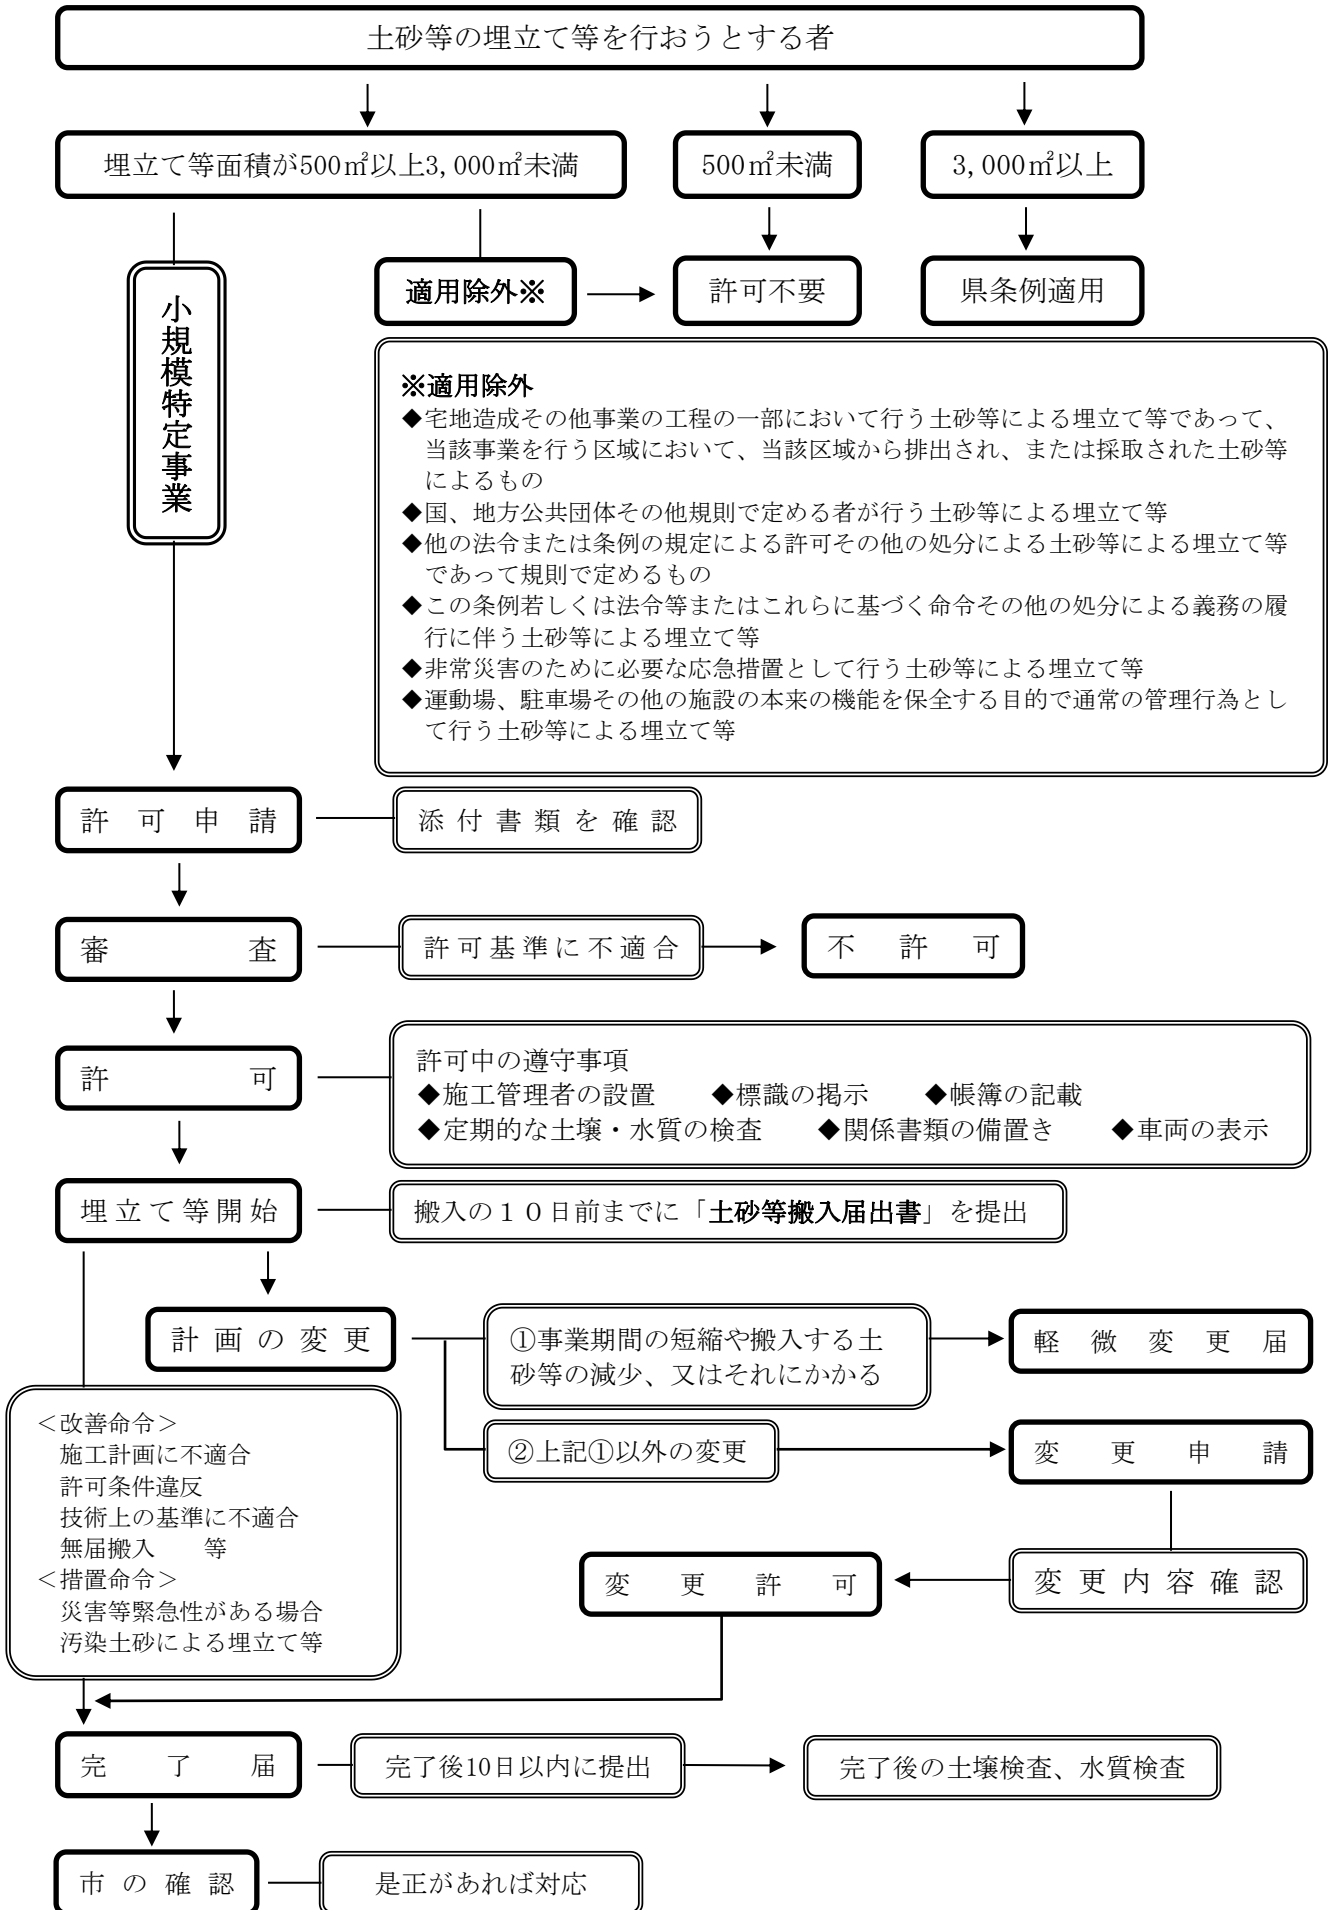 土砂等の埋立て等を行おうとする者
埋立て等面積が500㎡以上3,000㎡未満
500㎡未満
3,000㎡以上
小規模特定事業
適用除外※
許可不要
県条例適用
※適用除外
◆宅地造成その他事業の工程の一部において行う土砂等による埋立て等であって、
当該事業を行う区域において、当該区域から排出され、または採取された土砂等
によるもの
◆国、地方公共団体その他規則で定める者が行う土砂等による埋立て等
◆他の法令または条例の規定による許可その他の処分による土砂等による埋立て等
であって規則で定めるもの
◆この条例若しくは法令等またはこれらに基づく命令その他の処分による義務の履
行に伴う土砂等による埋立て等
◆非常災害のために必要な応急措置として行う土砂等による埋立て等
◆運動場、駐車場その他の施設の本来の機能を保全する目的で通常の管理行為とし
て行う土砂等による埋立て等
許可申請
添付書類を確認
審査
許可基準に不適合
不許可
許可
許可中の遵守事項
◆施工管理者の設置　◆標識の掲示　◆帳簿の記載
◆定期的な土壌・水質の検査　◆関係書類の備置き　◆車両の表示
埋立て等開始
搬入の１０日前までに「土砂等搬入届出書」を提出
計画の変更
①事業期間の短縮や搬入する土
砂等の減少、又はそれにかかる
軽微変更届
②上記①以外の変更
変更申請
＜改善命令＞
施工計画に不適合
許可条件違反
技術上の基準に不適合
無届搬入　等
＜措置命令＞
災害等緊急性がある場合
汚染土砂による埋立て等
変更許可
変更内容確認
完了届
完了後10日以内に提出
完了後の土壌検査、水質検査
市の確認
是正があれば対応